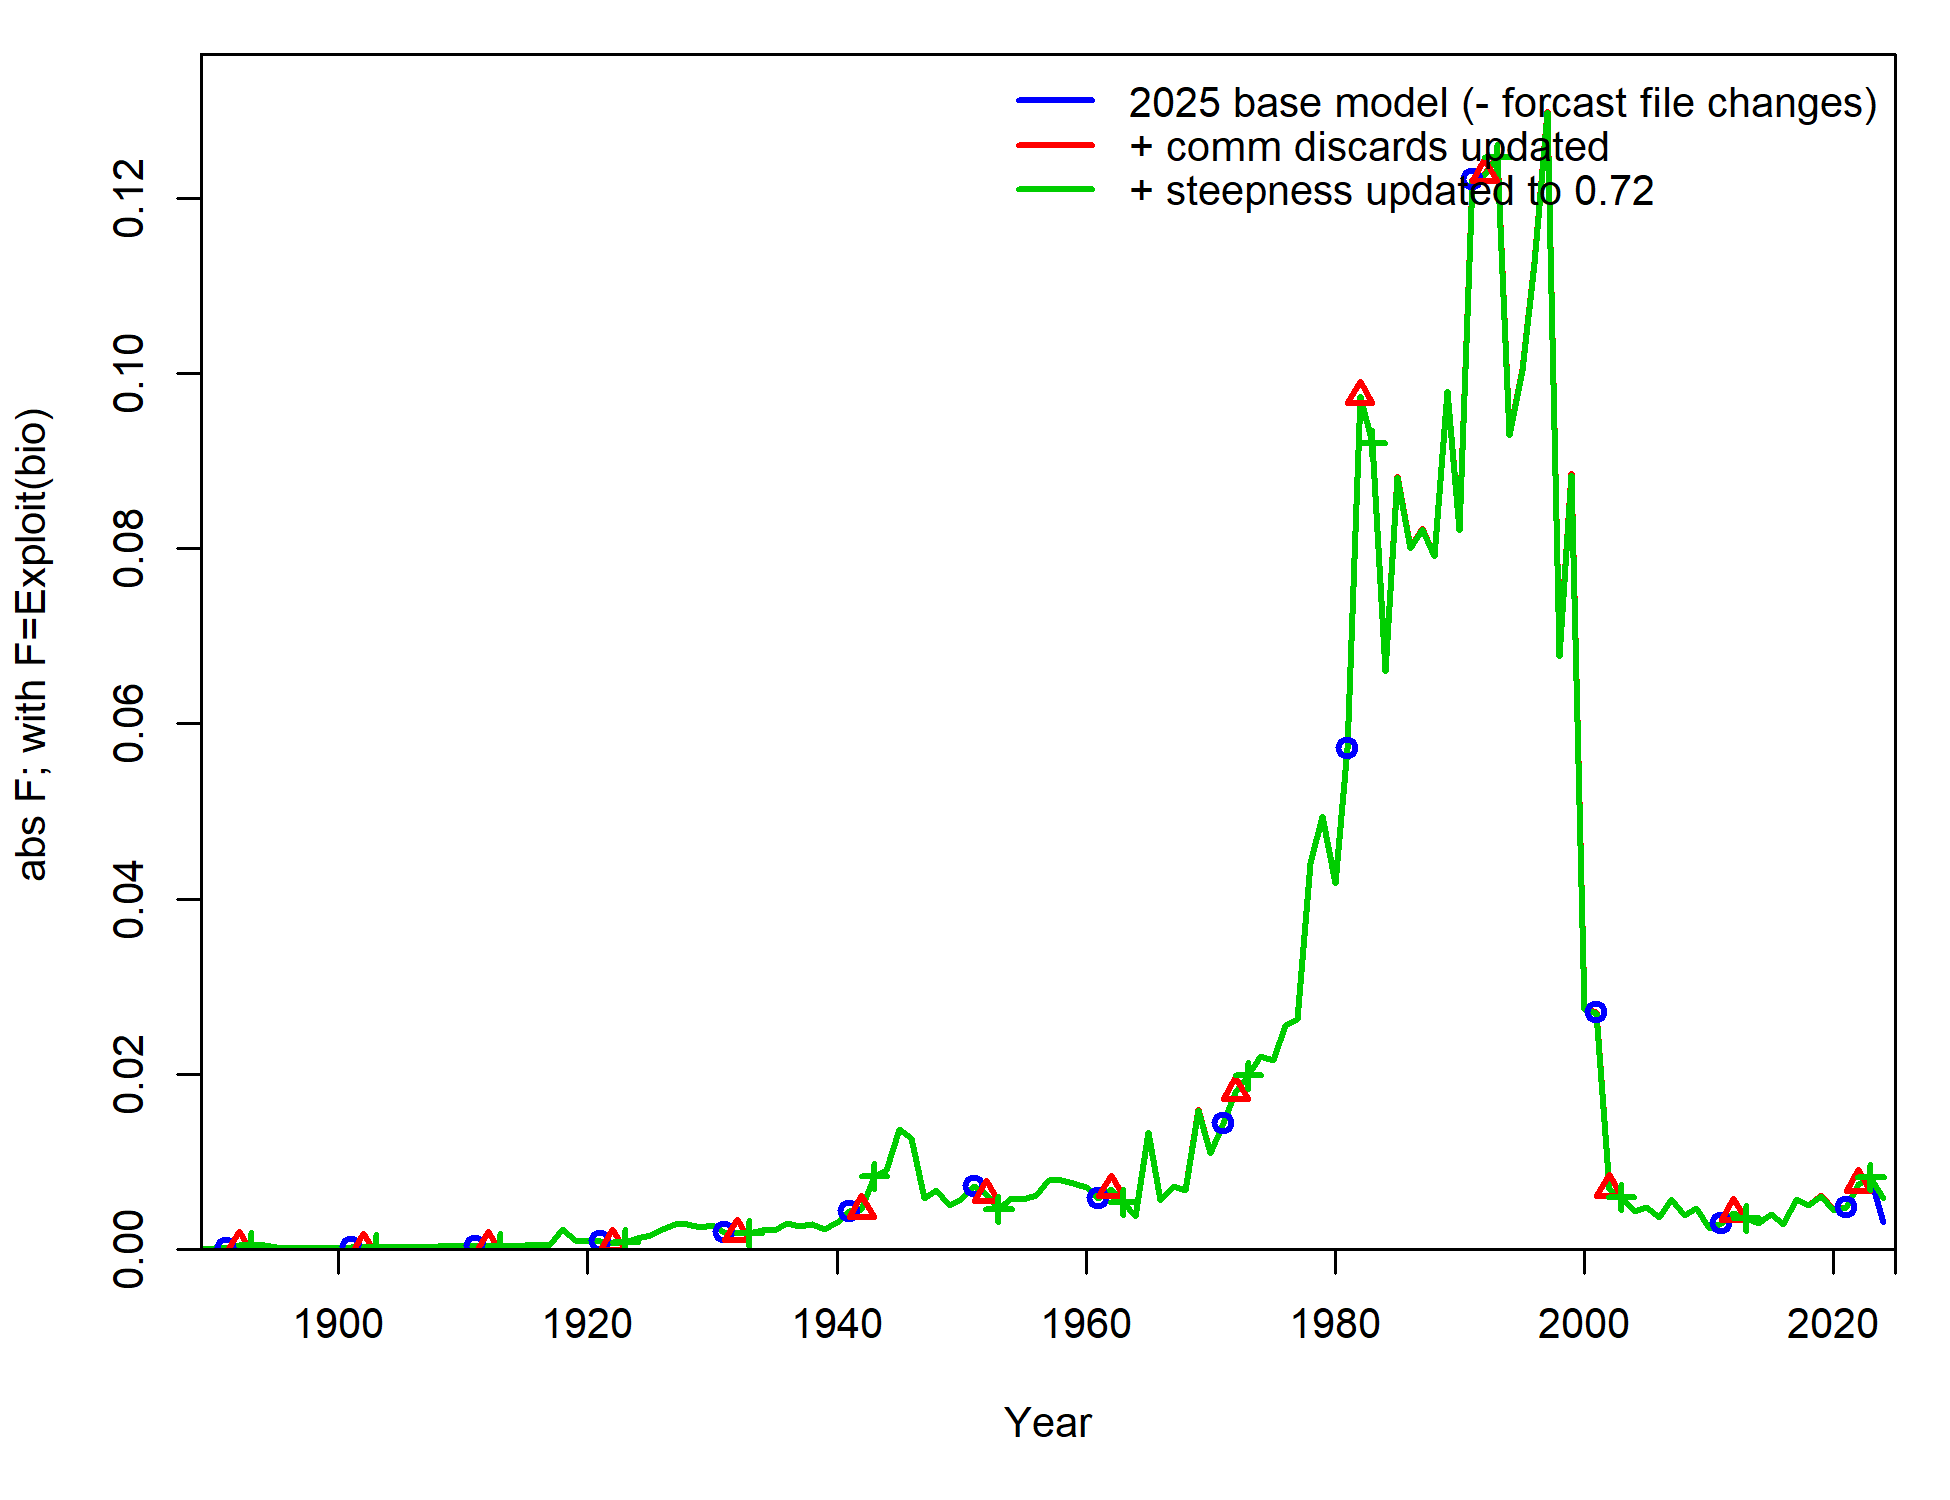 2025 base model (- forcast file changes)
+ comm discards updated
+ steepness updated to 0.72
abs F; with F=Exploit(bio)
0.12
0.10
0.08
0.06
0.04
0.02
0.00
1900 1920 1940 1960 1980 2000 2020
Year